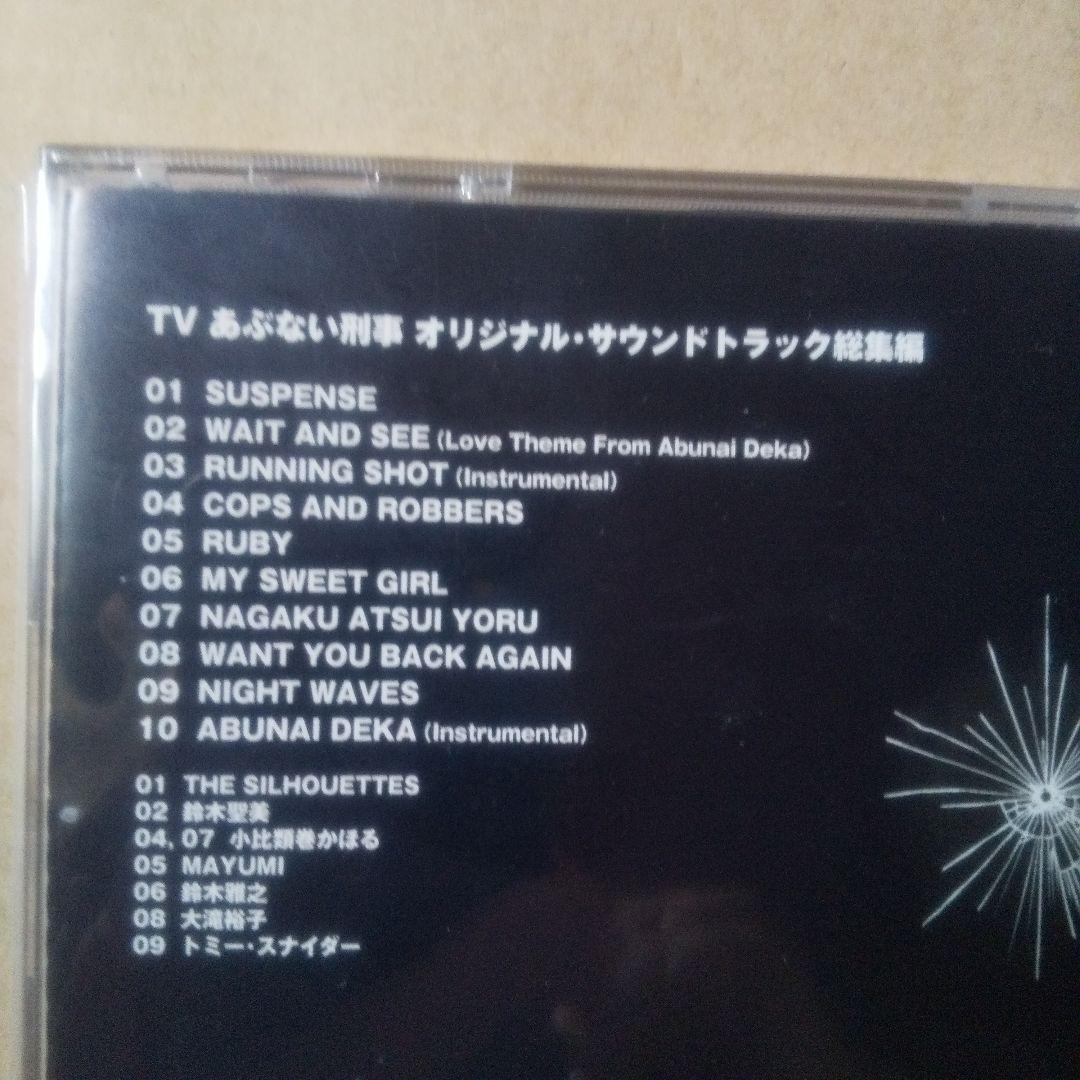 TV あぶない刑事 オリジナル・サウンドトラック総集編
01 SUSPENSE
02 WAIT AND SEE (Love Theme From Abunai Deka)
03 RUNNING SHOT (Instrumental)
04 COPS AND ROBBERS
05 RUBY
06 MY SWEET GIRL
07 NAGAKU ATSUI YORU
08 WANT YOU BACK AGAIN
09 NIGHT WAVES
10 ABUNAI DEKA (Instrumental)
01 THE SILHOUETTES
02 鈴木聖美
04, 07 小比類巻かほる
05 MAYUMI
06 鈴木雅之
08 大滝裕子
09 トミー・スナイダー